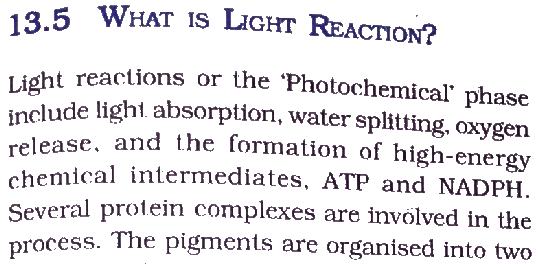 13.5 WHAT IS LIGHT REACTION?
Light reactions or the ‘Photochemical’ phase
include light absorption, water splitting, oxygen
release, and the formation of high-energy
chemical intermediates, ATP and NADPH.
Several protein complexes are involved in the
process. The pigments are organised into two